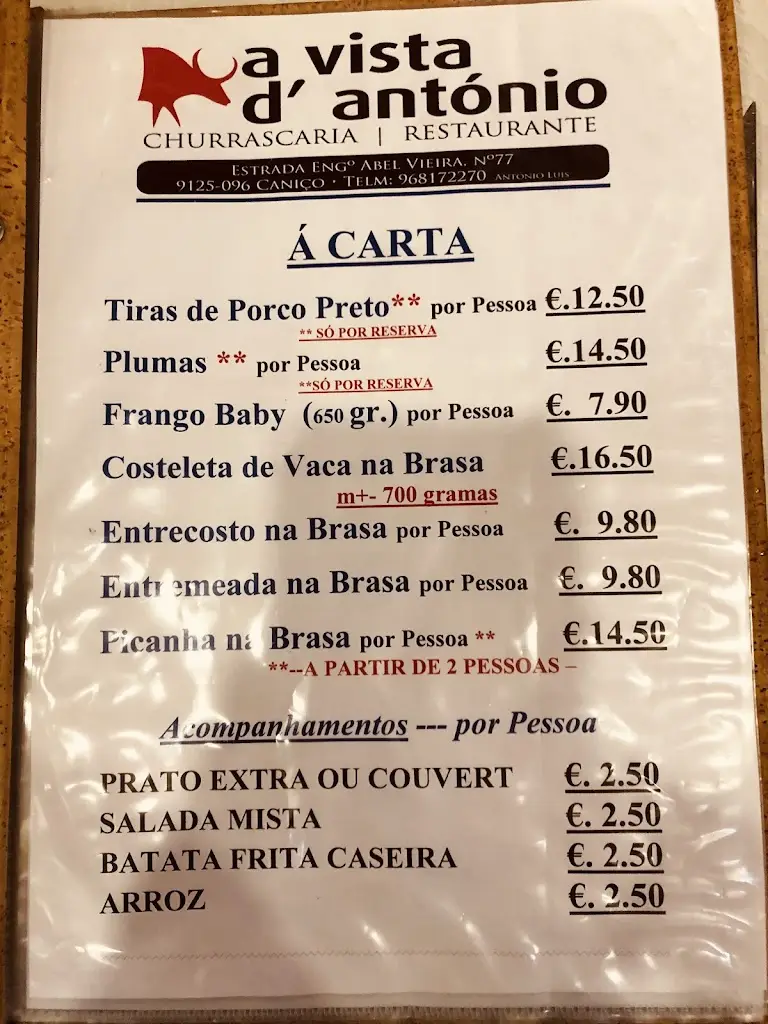 a vista
d' antónio
CHURRASCARIA | RESTAURANTE
ESTRADA ENGº ABEL VIEIRA, Nº77
9125-096 CANIÇO · TELM: 968172270 ANTONIO LUIS
Á CARTA
Tiras de Porco Preto** por Pessoa €.12.50
** SÓ POR RESERVA
Plumas ** por Pessoa €.14.50
**SÓ POR RESERVA
Frango Baby (650 gr.) por Pessoa €. 7.90
Costeleta de Vaca na Brasa €.16.50
m+- 700 gramas
Entrecosto na Brasa por Pessoa €. 9.80
Entremeada na Brasa por Pessoa €. 9.80
Picanha na Brasa por Pessoa ** €.14.50
**--A PARTIR DE 2 PESSOAS –
Acompanhamentos --- por Pessoa
PRATO EXTRA OU COUVERT €. 2.50
SALADA MISTA €. 2.50
BATATA FRITA CASEIRA €. 2.50
ARROZ €. 2.50